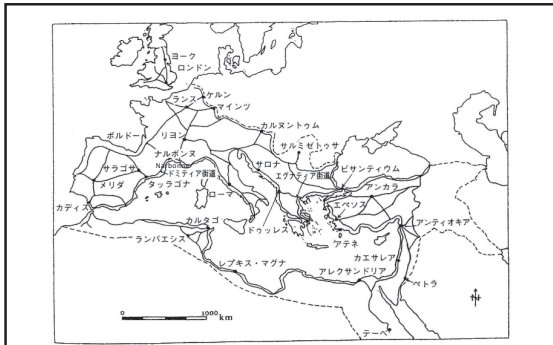 ヨーク
ロンドン
ランス
ケルン
マインツ
カルヌントゥム
ボルドー
リヨン
サルミゼトゥサ
ナルボンヌ
Narbonne
ドミティア街道
サロナ
エグナティア街道
ビザンティウム
サラゴサ
メリダ
タッラゴナ
ローマ
アンカラ
エペソス
カディス
カルタゴ
ドゥッレス
アテネ
アンティオキア
ランバエシス
レプキス・マグナ
カエサレア
アレクサンドリア
ペトラ
テーベ
0 1000 km
N